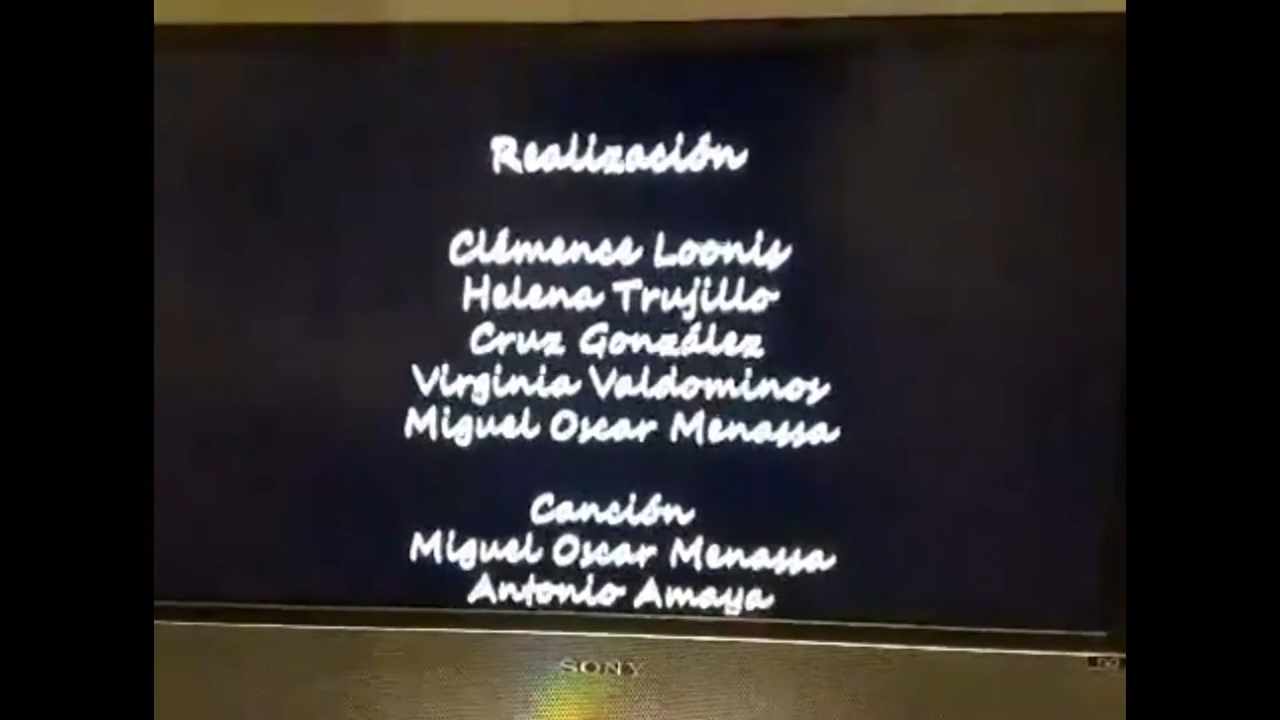 Realización
Clémence Loonis
Helena Trujillo
Cruz González
Virginia Valdominos
Miguel Oscar Menassa
Canción
Miguel Oscar Menassa
Antonio Amaya
SONY